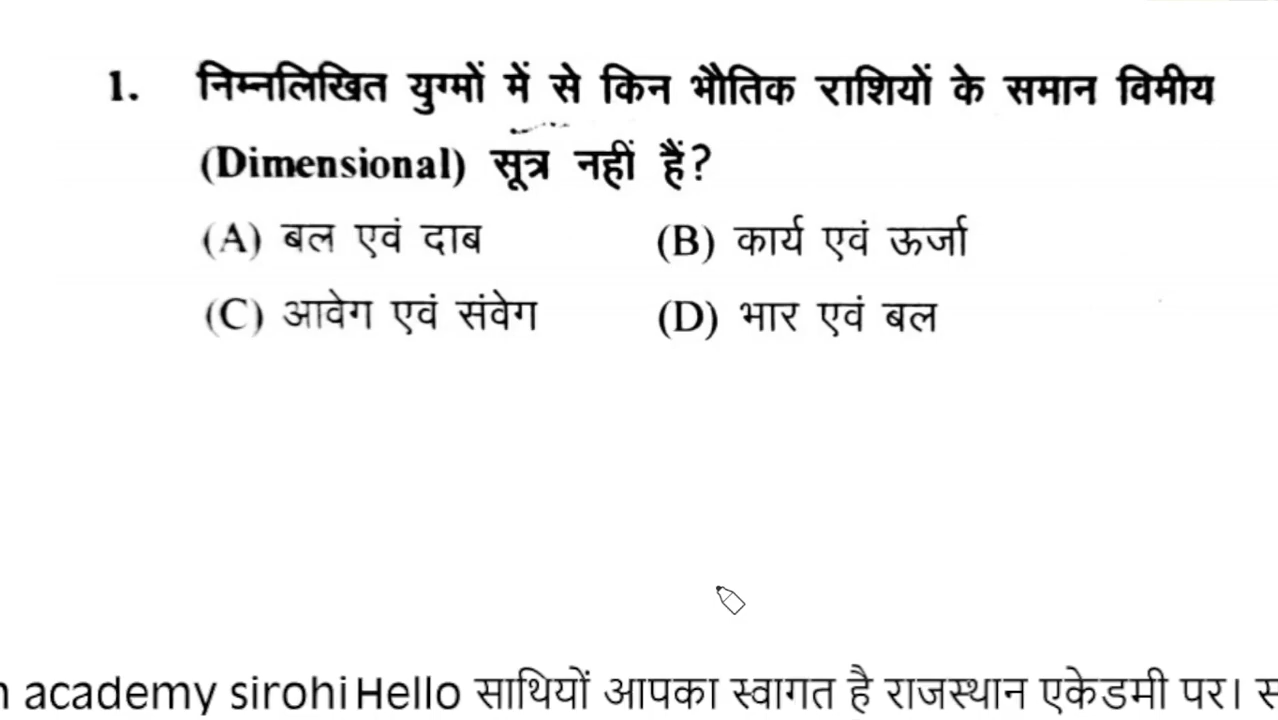 1. निम्नलिखित युग्मों में से किन भौतिक राशियों के समान विमीय
(Dimensional) सूत्र नहीं हैं?
(A) बल एवं दाब (B) कार्य एवं ऊर्जा
(C) आवेग एवं संवेग (D) भार एवं बल
academy sirohi Hello साथियों आपका स्वागत है राजस्थान एकेडमी पर।